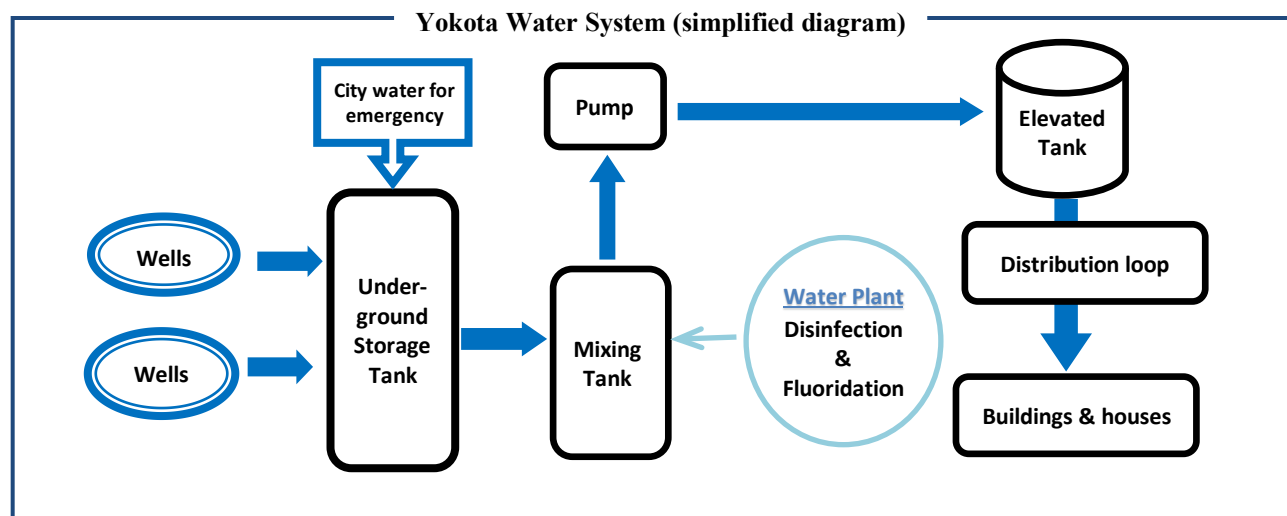 Yokota Water System (simplified diagram)
City water for
emergency
Pump
Elevated
Tank
Wells
Wells
Under-
ground
Storage
Tank
Mixing
Tank
Water Plant
Disinfection
&
Fluoridation
Distribution loop
Buildings & houses